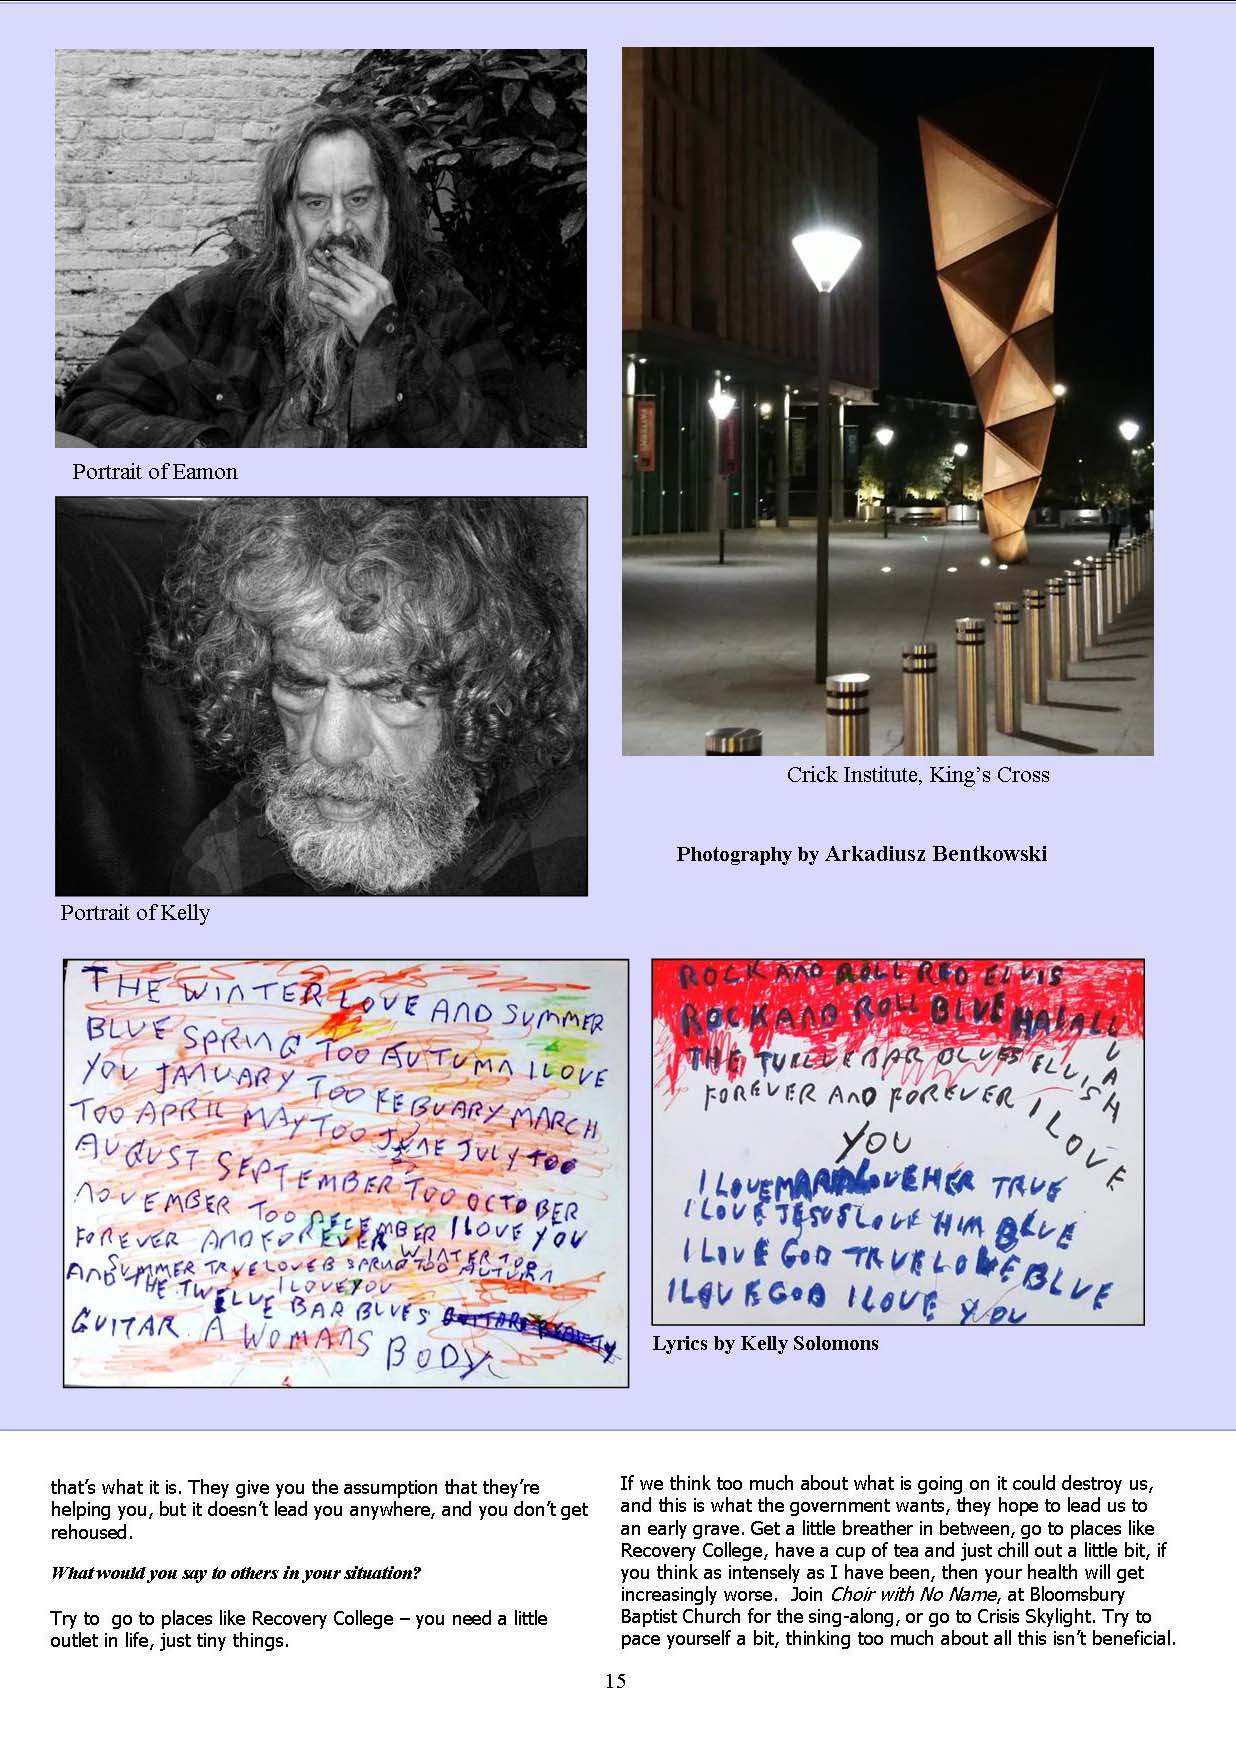 Portrait of Eamon
Crick Institute, King's Cross
Photography by Arkadiusz Bentkowski
Portrait of Kelly
THE WINTER LOVE AND SUMMER
BLUE SPRING TOO AUTUMN I LOVE
YOU JANUARY TOO FEBUARY MARCH
TOO APRIL MAY TOO JUNE JULY TOO
AUGUST SEPTEMBER TOO OCTOBER
NOVEMBER TOO DECEMBER I LOVE YOU
FOREVER AND FOREVER WINTER TOO
SUMMER TRUE LOVE B SPRING TOO AUTURN
AND THE TWELVE I LOVE YOU
BAR BLUES
GUITAR A WOMANS BODY
ROCK AND ROLL RED ELVIS
ROCK AND ROLL BLUE HALALLUAH
THE TWELUE BAR BLUES ELVIS
FOREVER AND FOREVER I LOVE
YOU
I LOVE LOVE HER TRUE
I LOVE JESUS LOVE HIM BLUE
I LOVE GOD TRUE LOVE BLUE
I LOVE GOD I LOVE YOU
Lyrics by Kelly Solomons
that's what it is. They give you the assumption that they're
helping you, but it doesn't lead you anywhere, and you don't get
rehoused.
What would you say to others in your situation?
Try to go to places like Recovery College – you need a little
outlet in life, just tiny things.
If we think too much about what is going on it could destroy us,
and this is what the government wants, they hope to lead us to
an early grave. Get a little breather in between, go to places like
Recovery College, have a cup of tea and just chill out a little bit, if
you think as intensely as I have been, then your health will get
increasingly worse. Join Choir with No Name, at Bloomsbury
Baptist Church for the sing-along, or go to Crisis Skylight. Try to
pace yourself a bit, thinking too much about all this isn't beneficial.
15